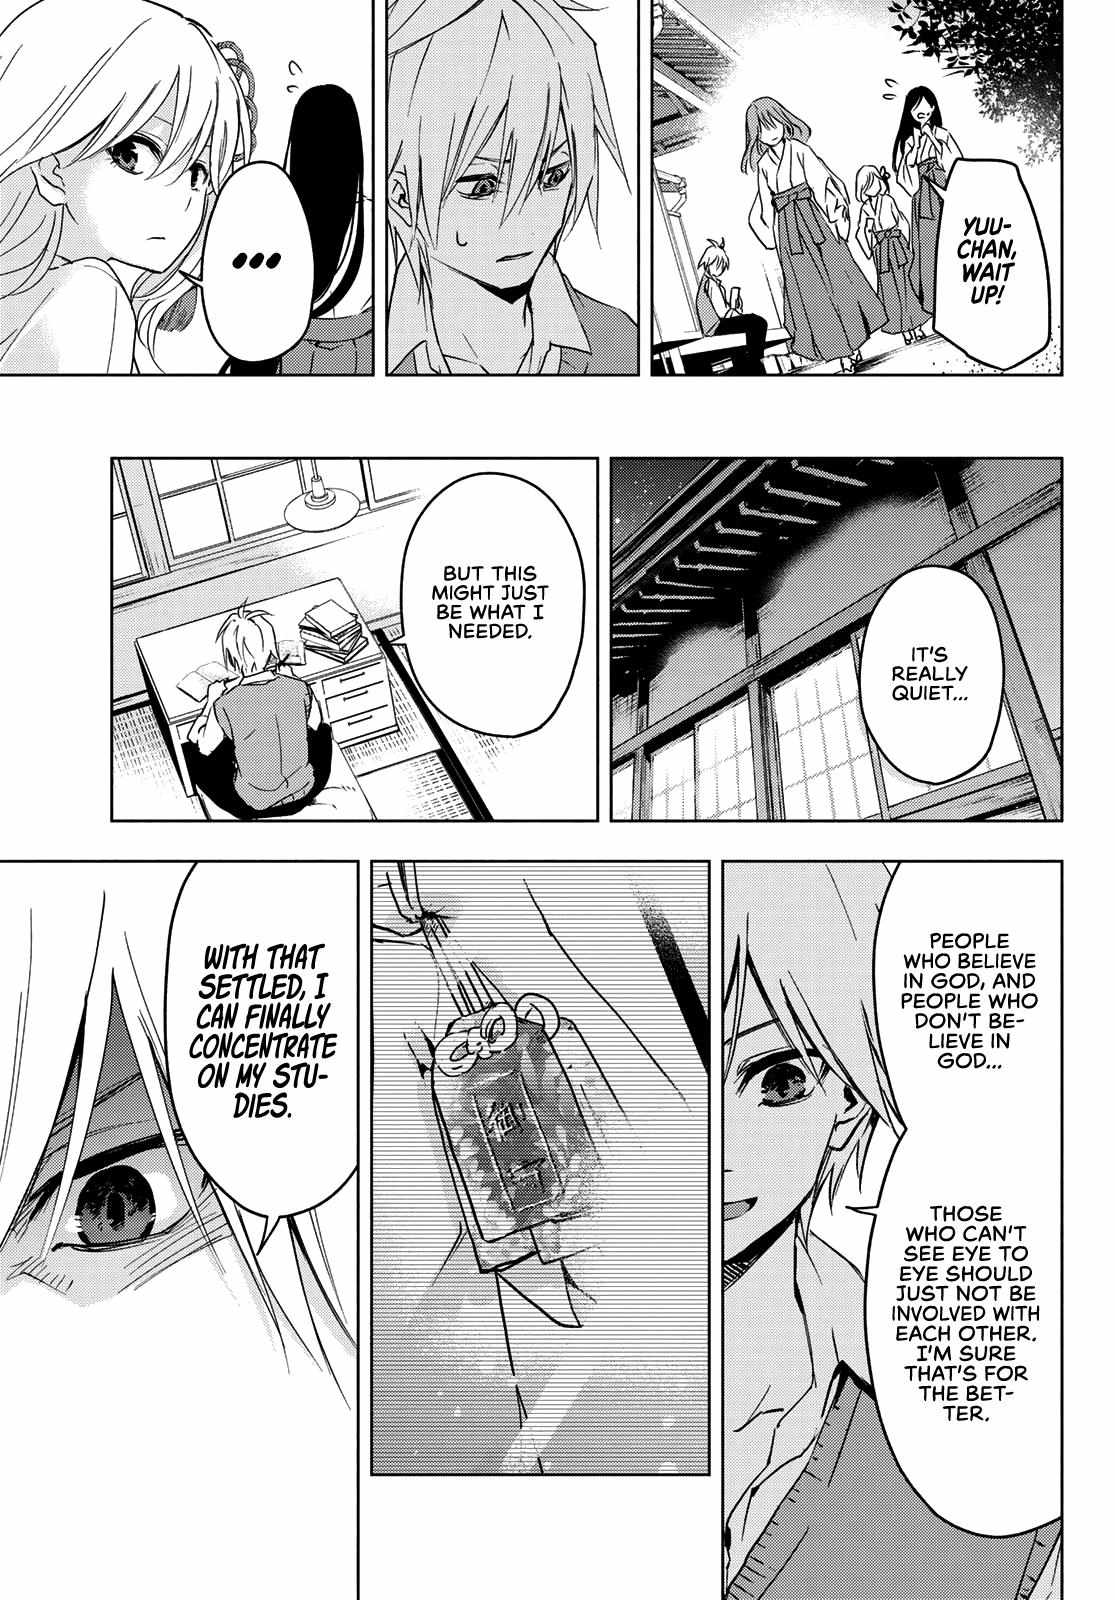 YUU-
CHAN,
WAIT
UP!
...
IT'S
REALLY
QUIET...
BUT THIS
MIGHT JUST
BE WHAT I
NEEDED.
PEOPLE
WHO BELIEVE
IN GOD, AND
PEOPLE WHO
DON'T BE-
LIEVE IN
GOD...
THOSE
WHO CAN'T
SEE EYE TO
EYE SHOULD
JUST NOT BE
INVOLVED WITH
EACH OTHER.
I'M SURE
THAT'S FOR
THE BET-
TER.
御
守
WITH THAT
SETTLED, I
CAN FINALLY
CONCENTRATE
ON MY STU-
DIES.